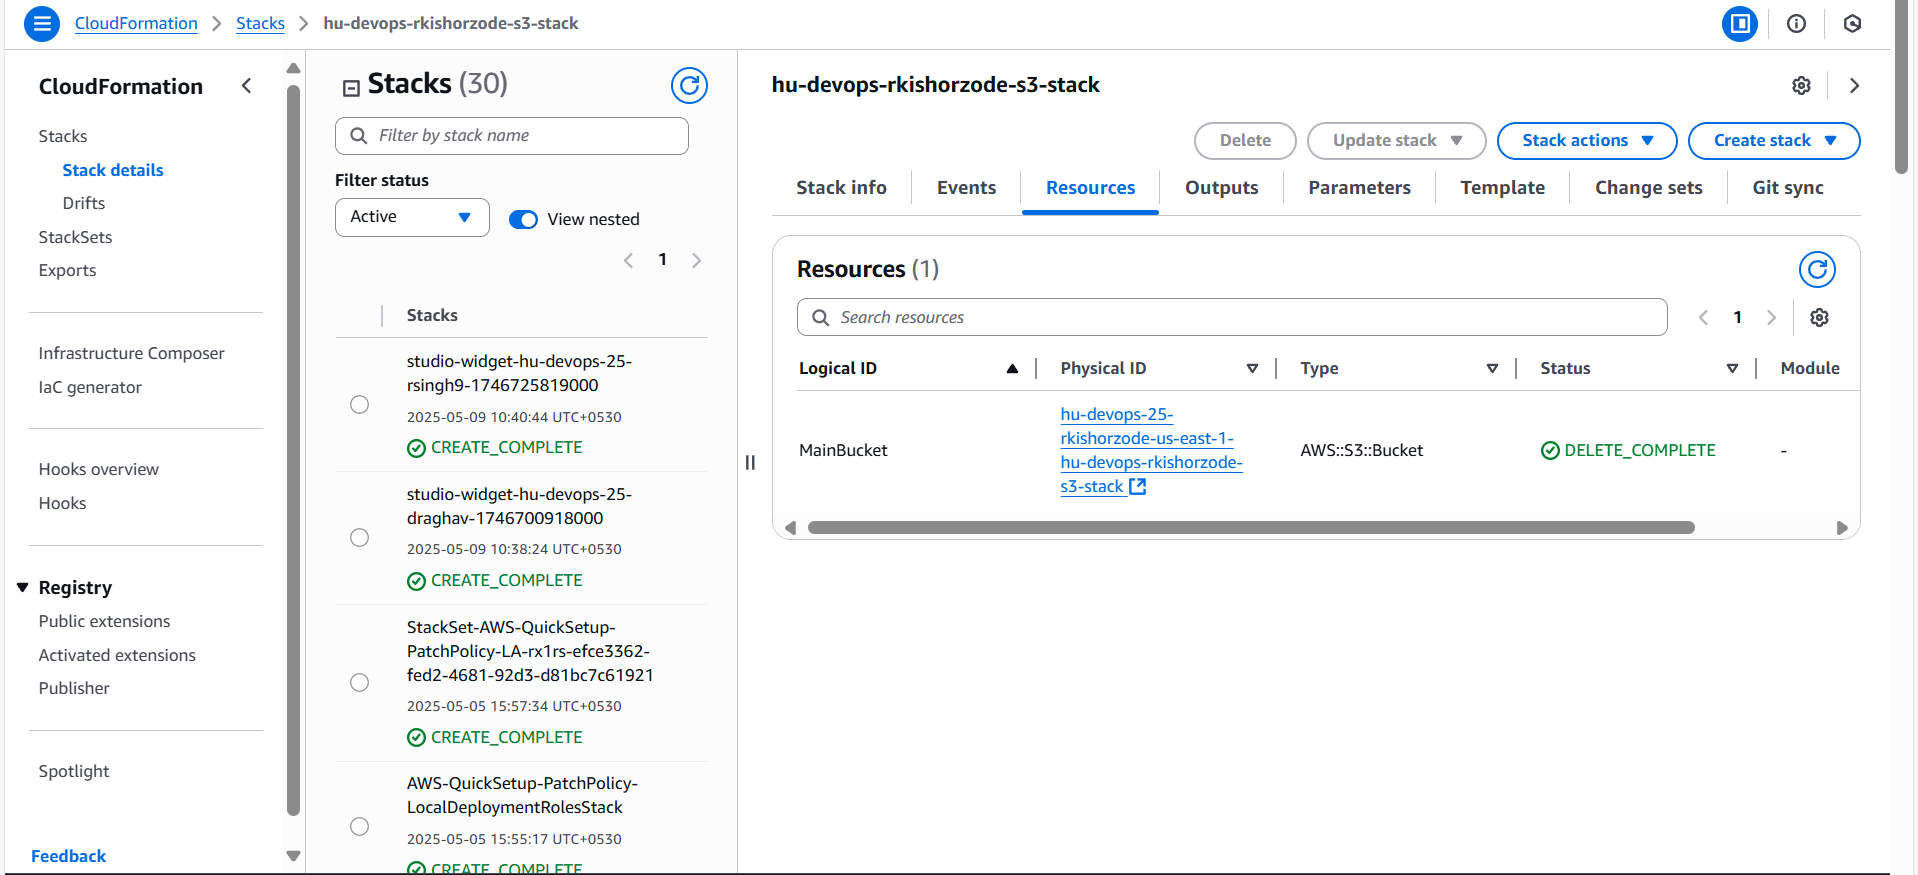 CloudFormation > Stacks > hu-devops-rkishorzode-s3-stack
CloudFormation
Stacks
Stack details
Drifts
StackSets
Exports
Infrastructure Composer
IaC generator
Hooks overview
Hooks
Registry
Public extensions
Activated extensions
Publisher
Spotlight
Feedback
Stacks (30)
Filter by stack name
Filter status
Active
View nested
1
Stacks
studio-widget-hu-devops-25-
rsingh9-1746725819000
2025-05-09 10:40:44 UTC+0530
CREATE_COMPLETE
studio-widget-hu-devops-25-
draghav-1746700918000
2025-05-09 10:38:24 UTC+0530
CREATE_COMPLETE
StackSet-AWS-QuickSetup-
PatchPolicy-LA-rx1rs-efce3362-
fed2-4681-92d3-d81bc7c61921
2025-05-05 15:57:34 UTC+0530
CREATE_COMPLETE
AWS-QuickSetup-PatchPolicy-
LocalDeploymentRolesStack
2025-05-05 15:55:17 UTC+0530
CREATE_COMPLETE
hu-devops-rkishorzode-s3-stack
Delete Update stack Stack actions Create stack
Stack info Events Resources Outputs Parameters Template Change sets Git sync
Resources (1)
Search resources
1
Logical ID Physical ID Type Status Module
MainBucket
hu-devops-25-
rkishorzode-us-east-1-
hu-devops-rkishorzode-
s3-stack
AWS::S3::Bucket
DELETE_COMPLETE
-